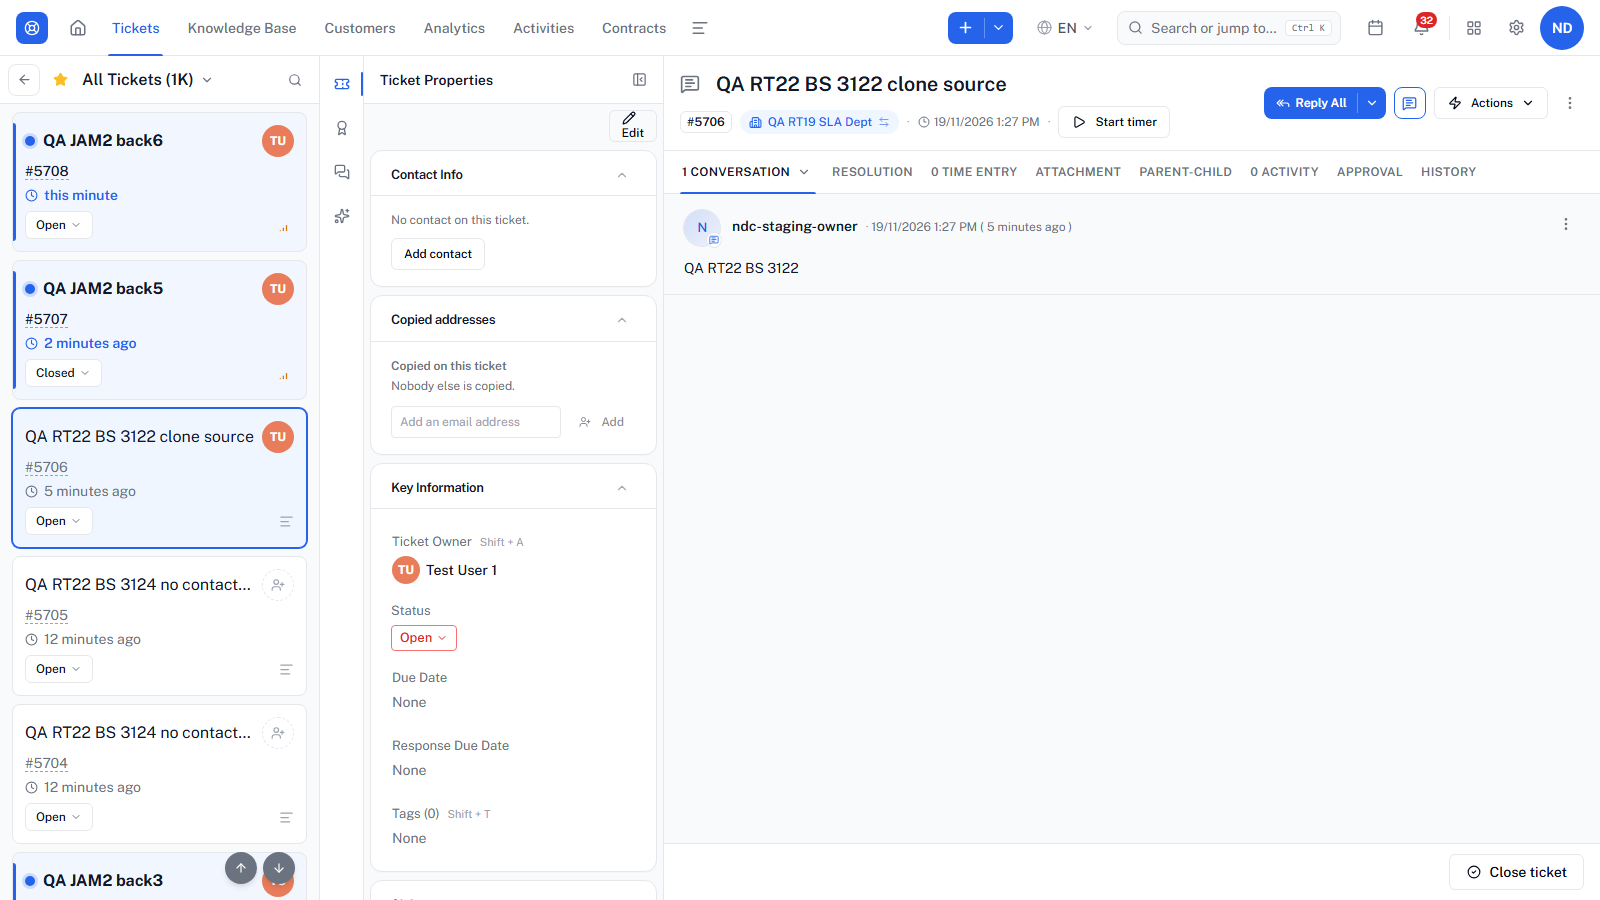 Tickets
Knowledge Base
Customers
Analytics
Activities
Contracts
EN
Search or jump to...
Ctrl K
32
ND
All Tickets (1K)
QA JAM2 back6
TU
#5708
this minute
Open
QA JAM2 back5
TU
#5707
2 minutes ago
Closed
QA RT22 BS 3122 clone source
TU
#5706
5 minutes ago
Open
QA RT22 BS 3124 no contact...
#5705
12 minutes ago
Open
QA RT22 BS 3124 no contact...
#5704
12 minutes ago
Open
QA JAM2 back3
Ticket Properties
Edit
Contact Info
No contact on this ticket.
Add contact
Copied addresses
Copied on this ticket
Nobody else is copied.
Add an email address
Add
Key Information
Ticket Owner Shift + A
TU Test User 1
Status
Open
Due Date
None
Response Due Date
None
Tags (0) Shift + T
None
QA RT22 BS 3122 clone source
#5706
QA RT19 SLA Dept
· 19/11/2026 1:27 PM ·
Start timer
Reply All
Actions
1 CONVERSATION
RESOLUTION
0 TIME ENTRY
ATTACHMENT
PARENT-CHILD
0 ACTIVITY
APPROVAL
HISTORY
N
ndc-staging-owner · 19/11/2026 1:27 PM ( 5 minutes ago )
QA RT22 BS 3122
Close ticket